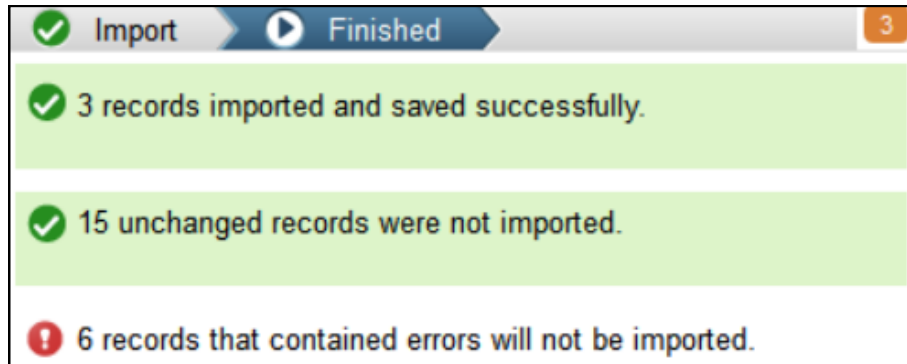 Import Finished 3
3 records imported and saved successfully.
15 unchanged records were not imported.
6 records that contained errors will not be imported.